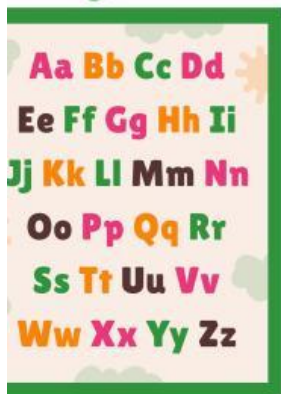 Aa Bb Cc Dd
Ee Ff Gg Hh Ii
Jj Kk Ll Mm Nn
Oo Pp Qq Rr
Ss Tt Uu Vv
Ww Xx Yy Zz